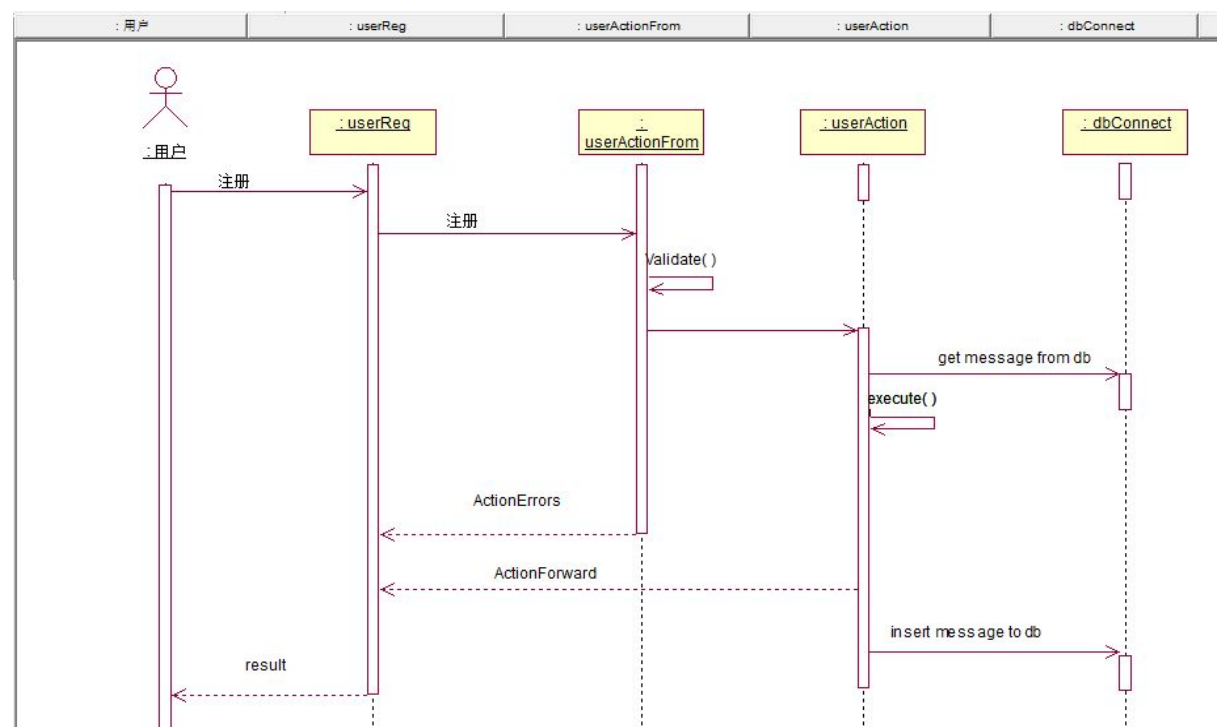 : 用户
: userReg
: userActionFrom
: userAction
: dbConnect
: userReg
:
userActionFrom
: userAction
: dbConnect
: 用户
注册
注册
Validate( )
get message from db
execute( )
ActionErrors
ActionForward
insert message to db
result